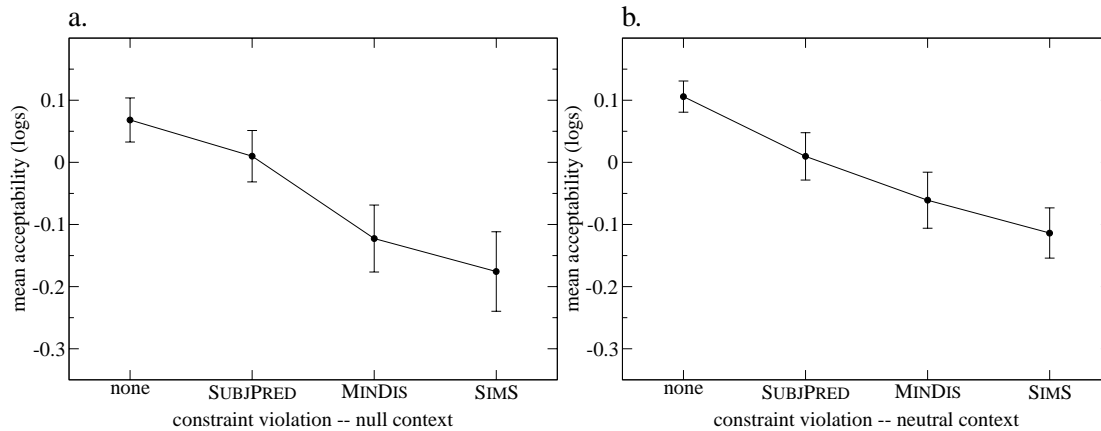 a.
mean acceptability (logs)
0.1
0
-0.1
-0.2
-0.3
none SUBJPRED MINDIS SIMS
constraint violation -- null context
b.
mean acceptability (logs)
0.1
0
-0.1
-0.2
-0.3
none SUBJPRED MINDIS SIMS
constraint violation -- neutral context